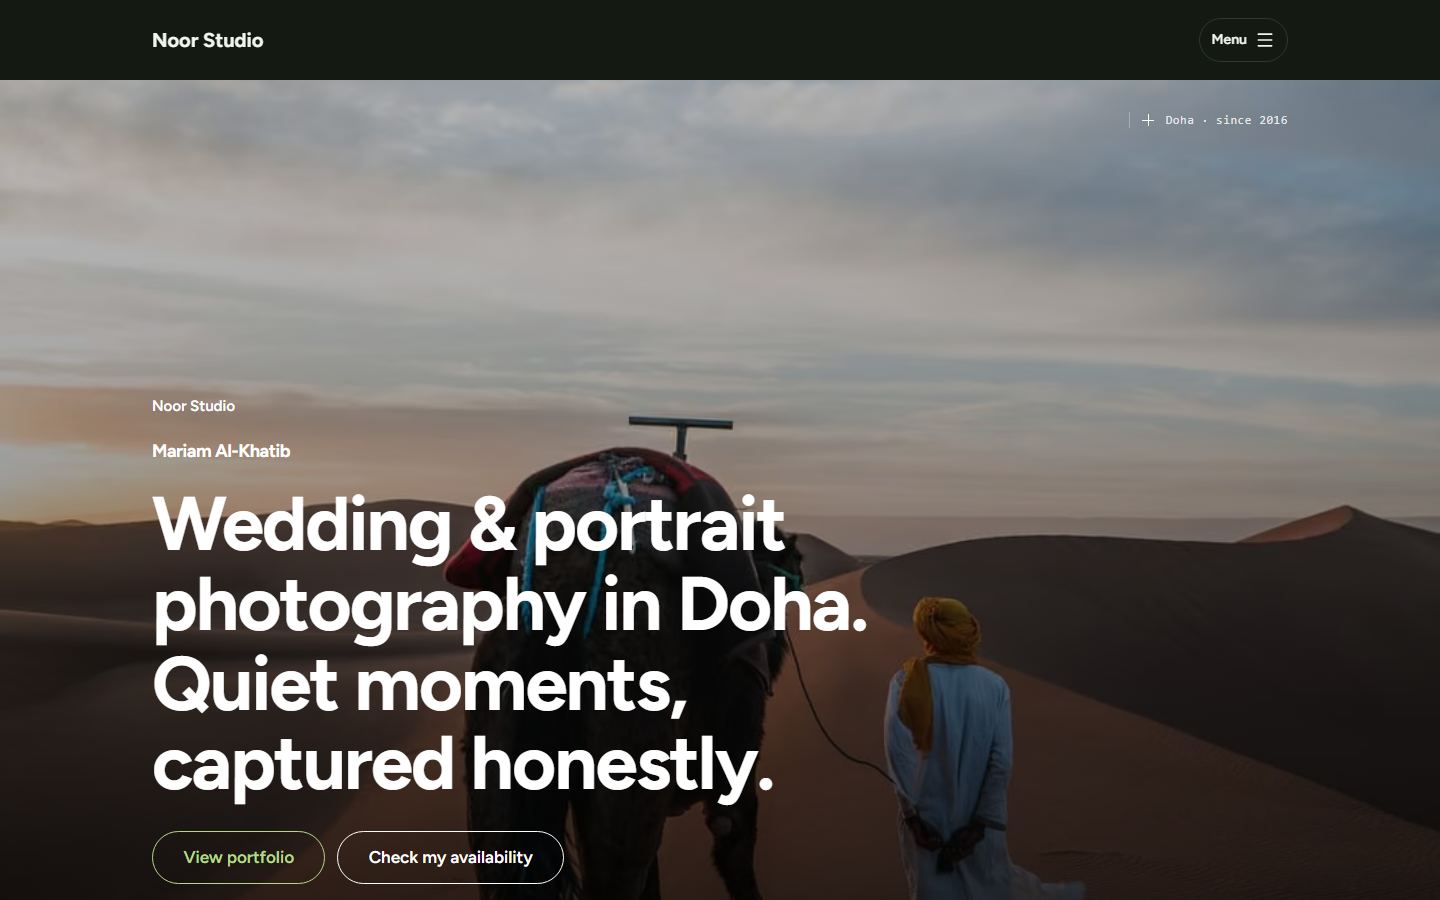 Noor Studio
Menu
Doha · since 2016
Noor Studio
Mariam Al-Khatib
Wedding & portrait
photography in Doha.
Quiet moments,
captured honestly.
View portfolio
Check my availability